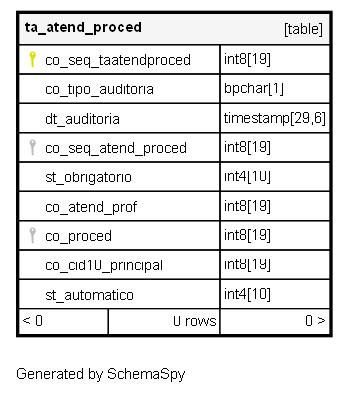 ta_atend_proced [table]
co_seq_taatendproced int8[19]
co_tipo_auditoria bpchar[1]
dt_auditoria timestamp[29,6]
co_seq_atend_proced int8[19]
st_obrigatorio int4[10]
co_atend_prof int8[19]
co_proced int8[19]
co_cid10_principal int8[19]
st_automatico int4[10]
< 0 0 rows 0 >
Generated by SchemaSpy